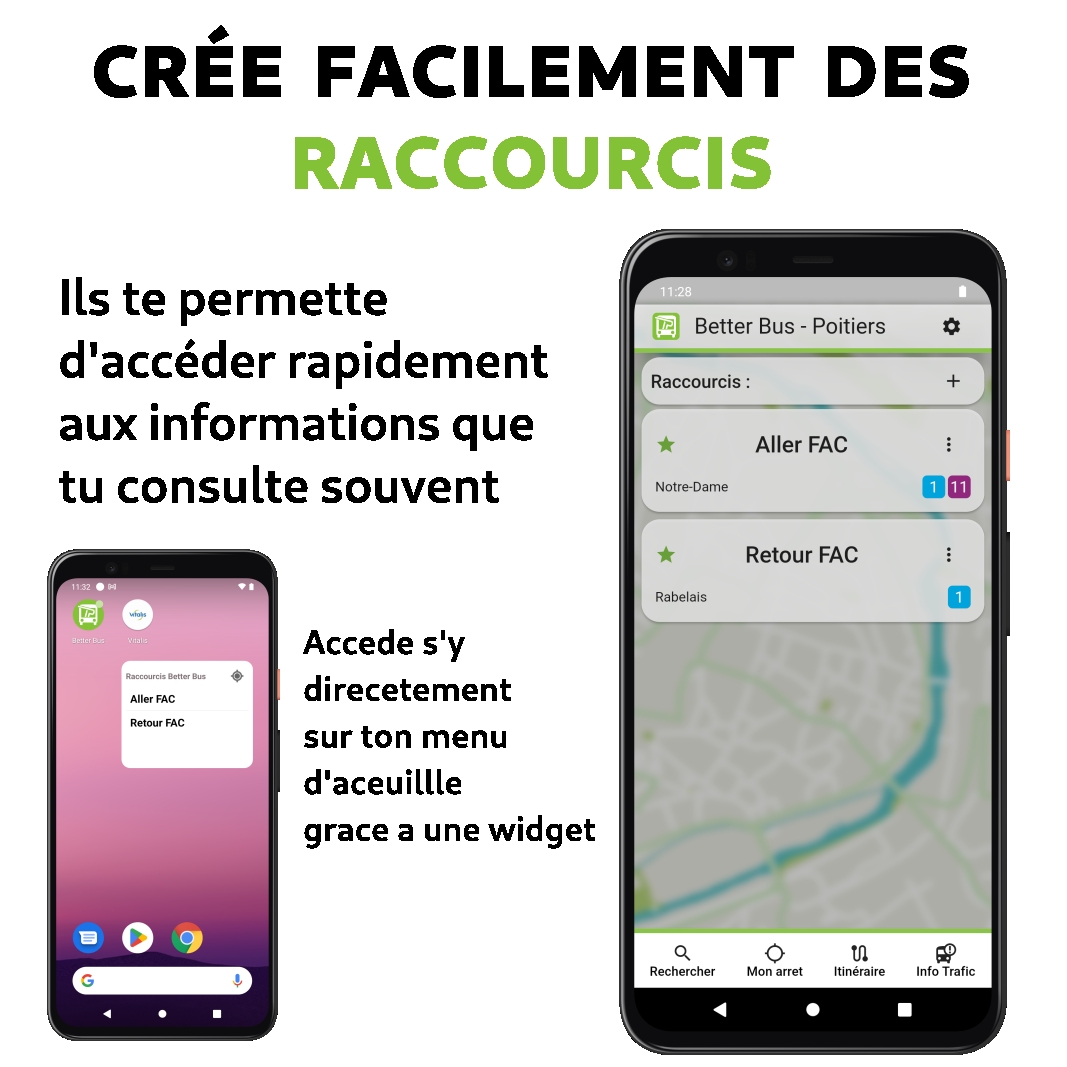 CRÉE FACILEMENT DES
RACCOURCIS
Ils te permette
d'accéder rapidement
aux informations que
tu consulte souvent
11:28
Better Bus - Poitiers
Raccourcis :
Aller FAC
Notre-Dame
1 11
Retour FAC
Rabelais
1
Rechercher Mon arret Itinéraire Info Trafic
11:32
vitalis
Better Bus Vitalis
Raccourcis Better Bus
Aller FAC
Retour FAC
G
Accede s'y
direcetement
sur ton menu
d'aceuillle
grace a une widget